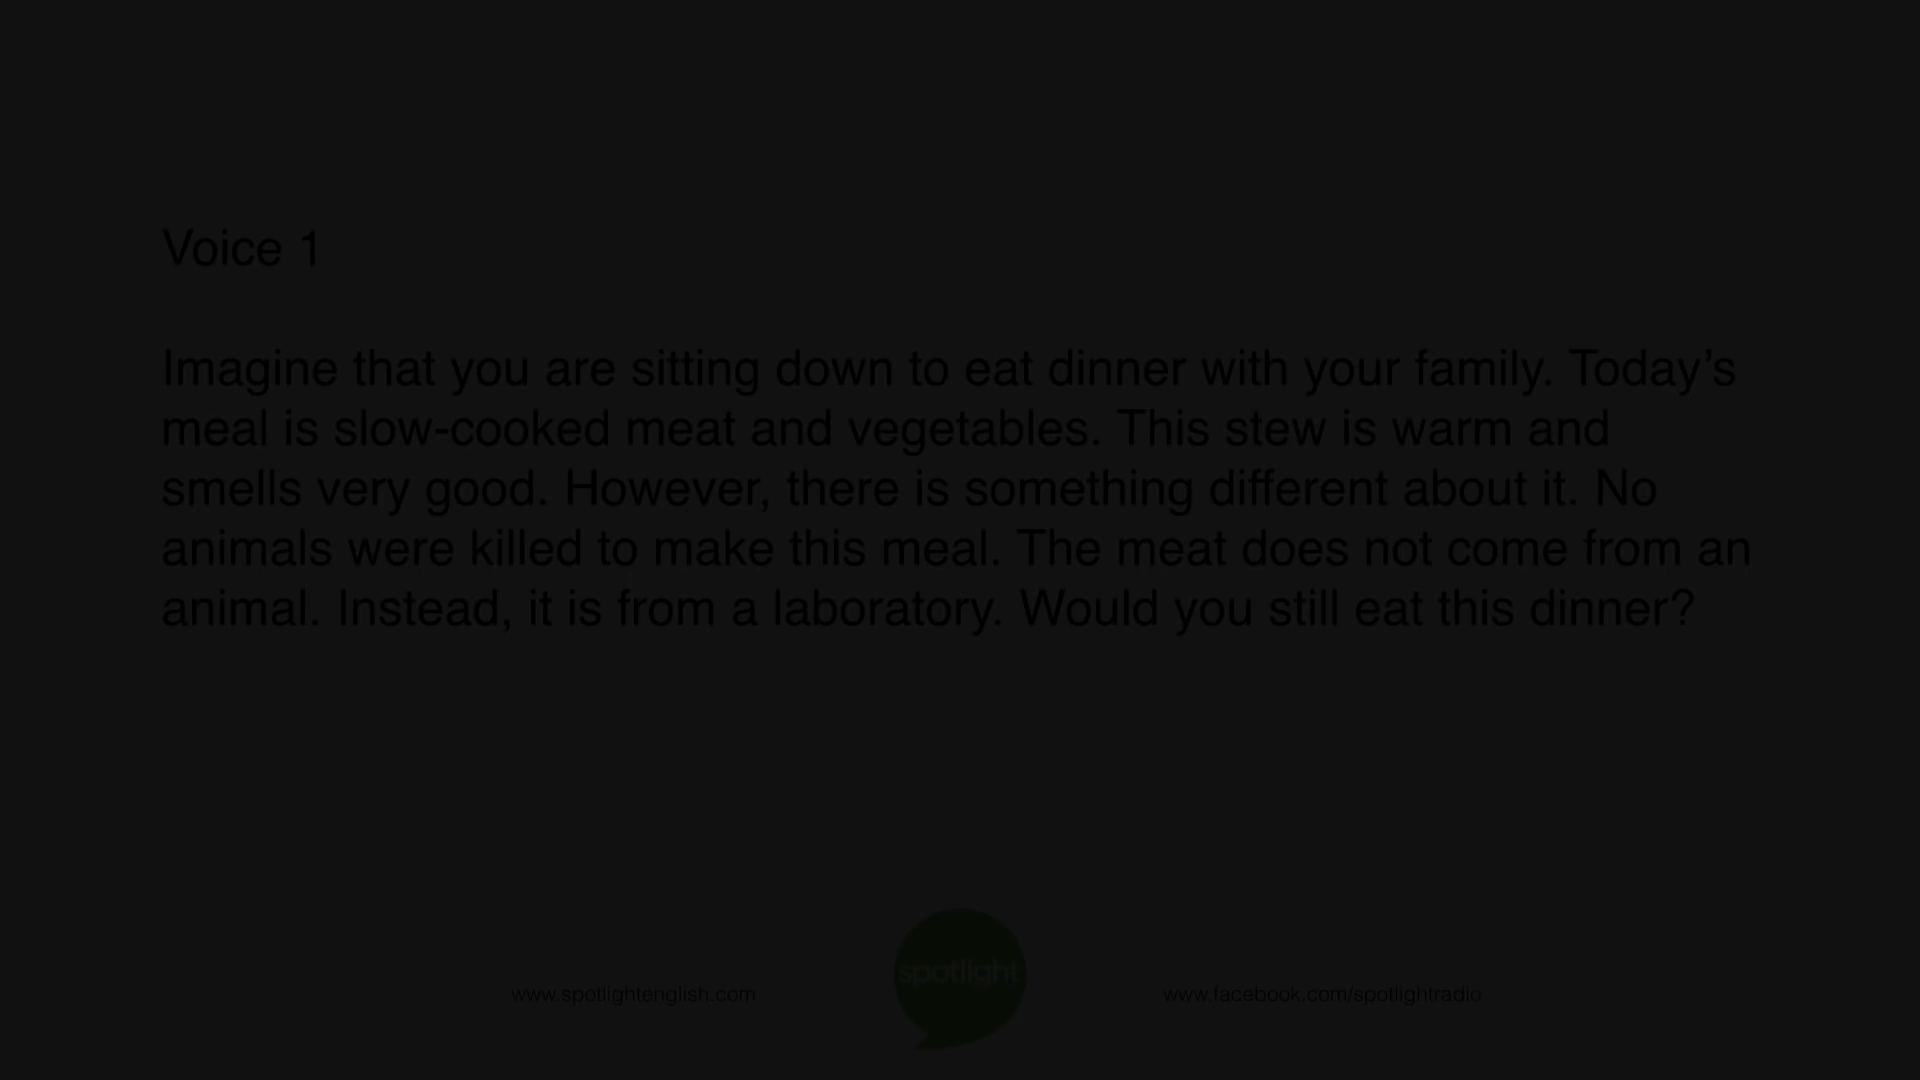 Voice 1
Imagine that you are sitting down to eat dinner with your family. Today’s
meal is slow-cooked meat and vegetables. This stew is warm and
smells very good. However, there is something different about it. No
animals were killed to make this meal. The meat does not come from an
animal. Instead, it is from a laboratory. Would you still eat this dinner?
spotlight
www.spotlightenglish.com
www.facebook.com/spotlightradio